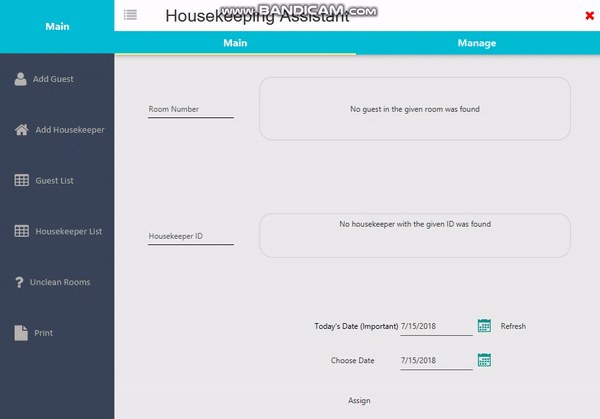 Main
Housekeeping Assistant
www.BANDICAM.com
Main
Manage
Add Guest
Add Housekeeper
Guest List
Housekeeper List
Unclean Rooms
Print
Room Number
No guest in the given room was found
Housekeeper ID
No housekeeper with the given ID was found
Today's Date (Important) 7/15/2018 Refresh
Choose Date 7/15/2018
Assign